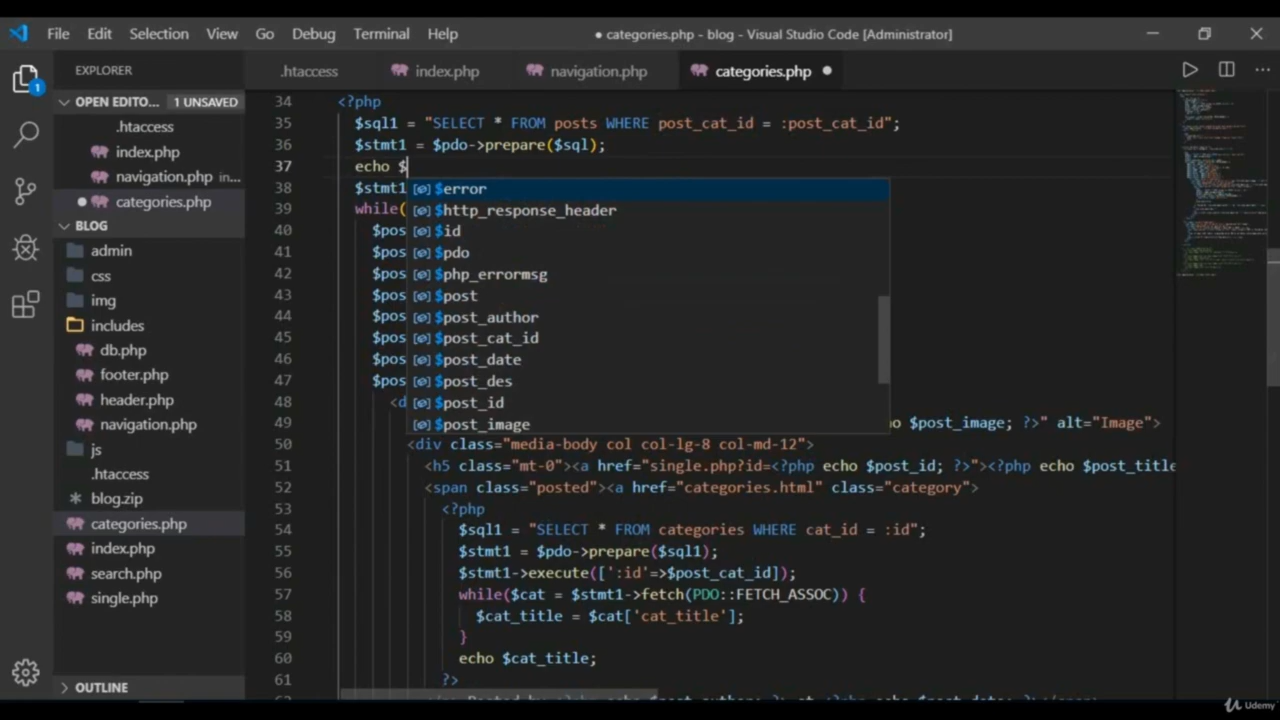 File Edit Selection View Go Debug Terminal Help ● categories.php - blog - Visual Studio Code [Administrator]
EXPLORER .htaccess index.php navigation.php categories.php ●
1
OPEN EDITO... 1 UNSAVED
.htaccess
index.php
navigation.php in...
● categories.php
BLOG
admin
css
img
includes
db.php
footer.php
header.php
navigation.php
js
.htaccess
blog.zip
categories.php
index.php
search.php
single.php
OUTLINE
34 <?php
35 $sql1 = "SELECT * FROM posts WHERE post_cat_id = :post_cat_id";
36 $stmt1 = $pdo->prepare($sql);
37 echo $
38 $stmt1
39 while(
40 $pos
41 $pos
42 $pos
43 $pos
44 $pos
45 $pos
46 $pos
47 $pos
48 <d
$error
$http_response_header
$id
$pdo
$php_errormsg
$post
$post_author
$post_cat_id
$post_date
$post_des
$post_id
$post_image
49 o $post_image; ?>" alt="Image">
50 <div class="media-body col col-lg-8 col-md-12">
51 <h5 class="mt-0"><a href="single.php?id=<?php echo $post_id; ?>"><?php echo $post_title
52 <span class="posted"><a href="categories.html" class="category">
53 <?php
54 $sql1 = "SELECT * FROM categories WHERE cat_id = :id";
55 $stmt1 = $pdo->prepare($sql1);
56 $stmt1->execute([':id'=>$post_cat_id]);
57 while($cat = $stmt1->fetch(PDO::FETCH_ASSOC)) {
58 $cat_title = $cat['cat_title'];
59 }
60 echo $cat_title;
61 ?>
Udemy